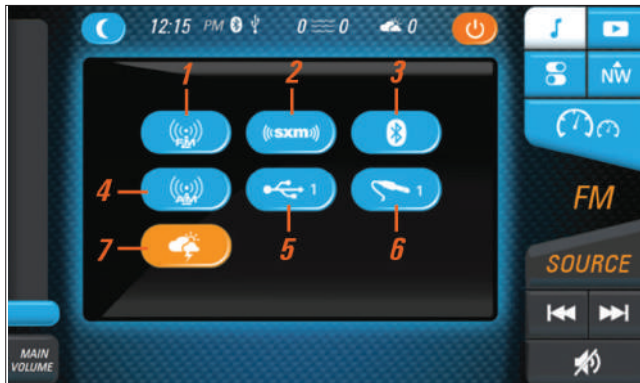 12:15 PM 0 0 0
1 2 3
FM ((sxm))
NW
4 AM 1 1
FM
7 5 6
SOURCE
MAIN
VOLUME